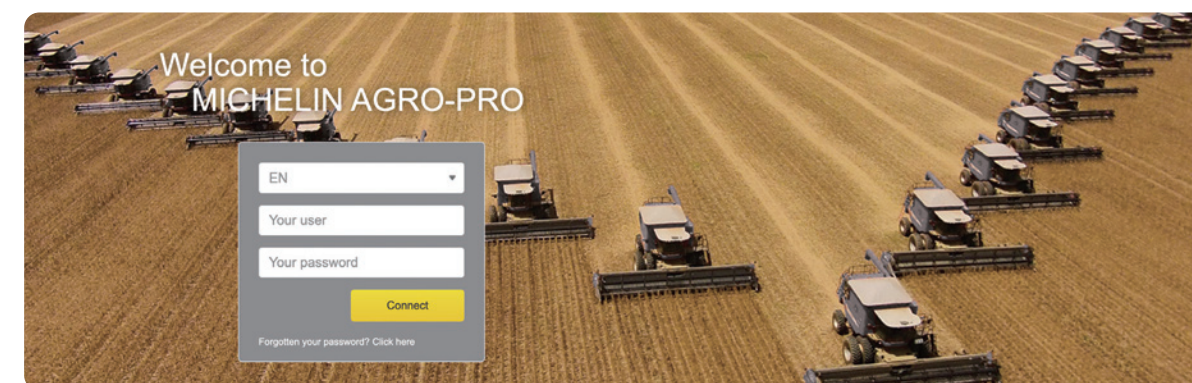 Welcome to
MICHELIN AGRO-PRO
EN
Your user
Your password
Connect
Forgotten your password? Click here